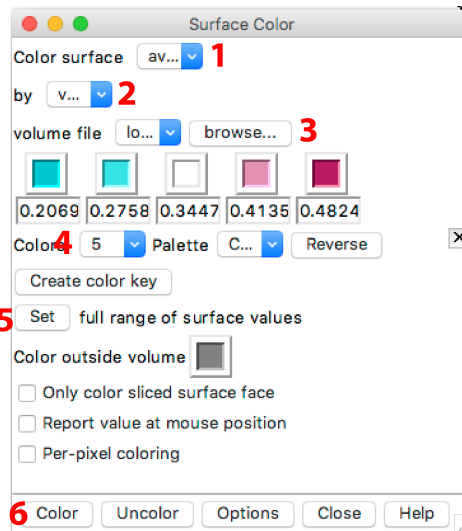 Surface Color
Color surface av... 1
by v... 2
volume file lo... browse... 3
0.2069 0.2758 0.3447 0.4135 0.4824
Colors 4 5 Palette C... Reverse
Create color key
5 Set full range of surface values
Color outside volume
Only color sliced surface face
Report value at mouse position
Per-pixel coloring
6 Color Uncolor Options Close Help